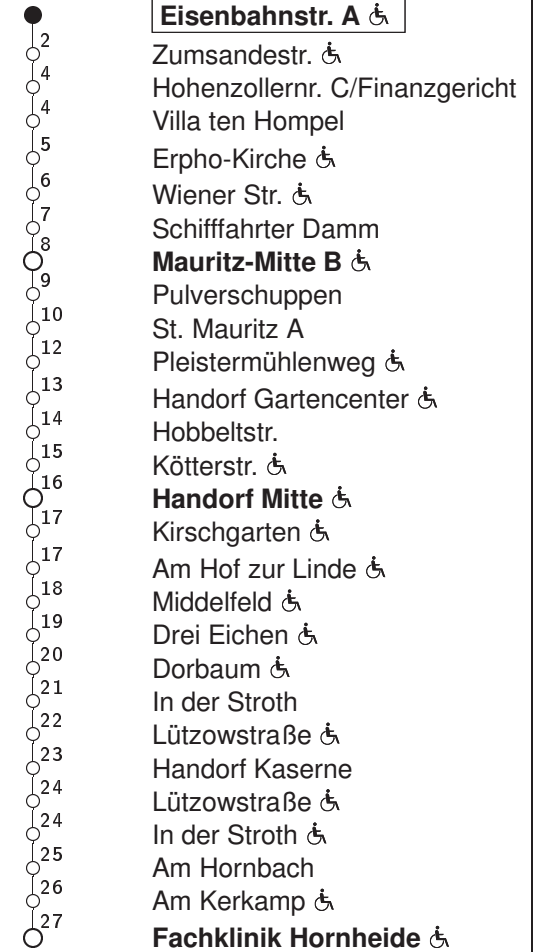 Eisenbahnstr. A
2 Zumsandestr.
4 Hohenzollernr. C/Finanzgericht
4 Villa ten Hompel
5 Erpho-Kirche
6 Wiener Str.
7 Schifffahrter Damm
8 Mauritz-Mitte B
9 Pulverschuppen
10 St. Mauritz A
12 Pleistermühlenweg
13 Handorf Gartencenter
14 Hobbeltstr.
15 Kötterstr.
16 Handorf Mitte
17 Kirschgarten
17 Am Hof zur Linde
18 Middelfeld
19 Drei Eichen
20 Dorbaum
21 In der Stroth
22 Lützowstraße
23 Handorf Kaserne
24 Lützowstraße
24 In der Stroth
25 Am Hornbach
26 Am Kerkamp
27 Fachklinik Hornheide